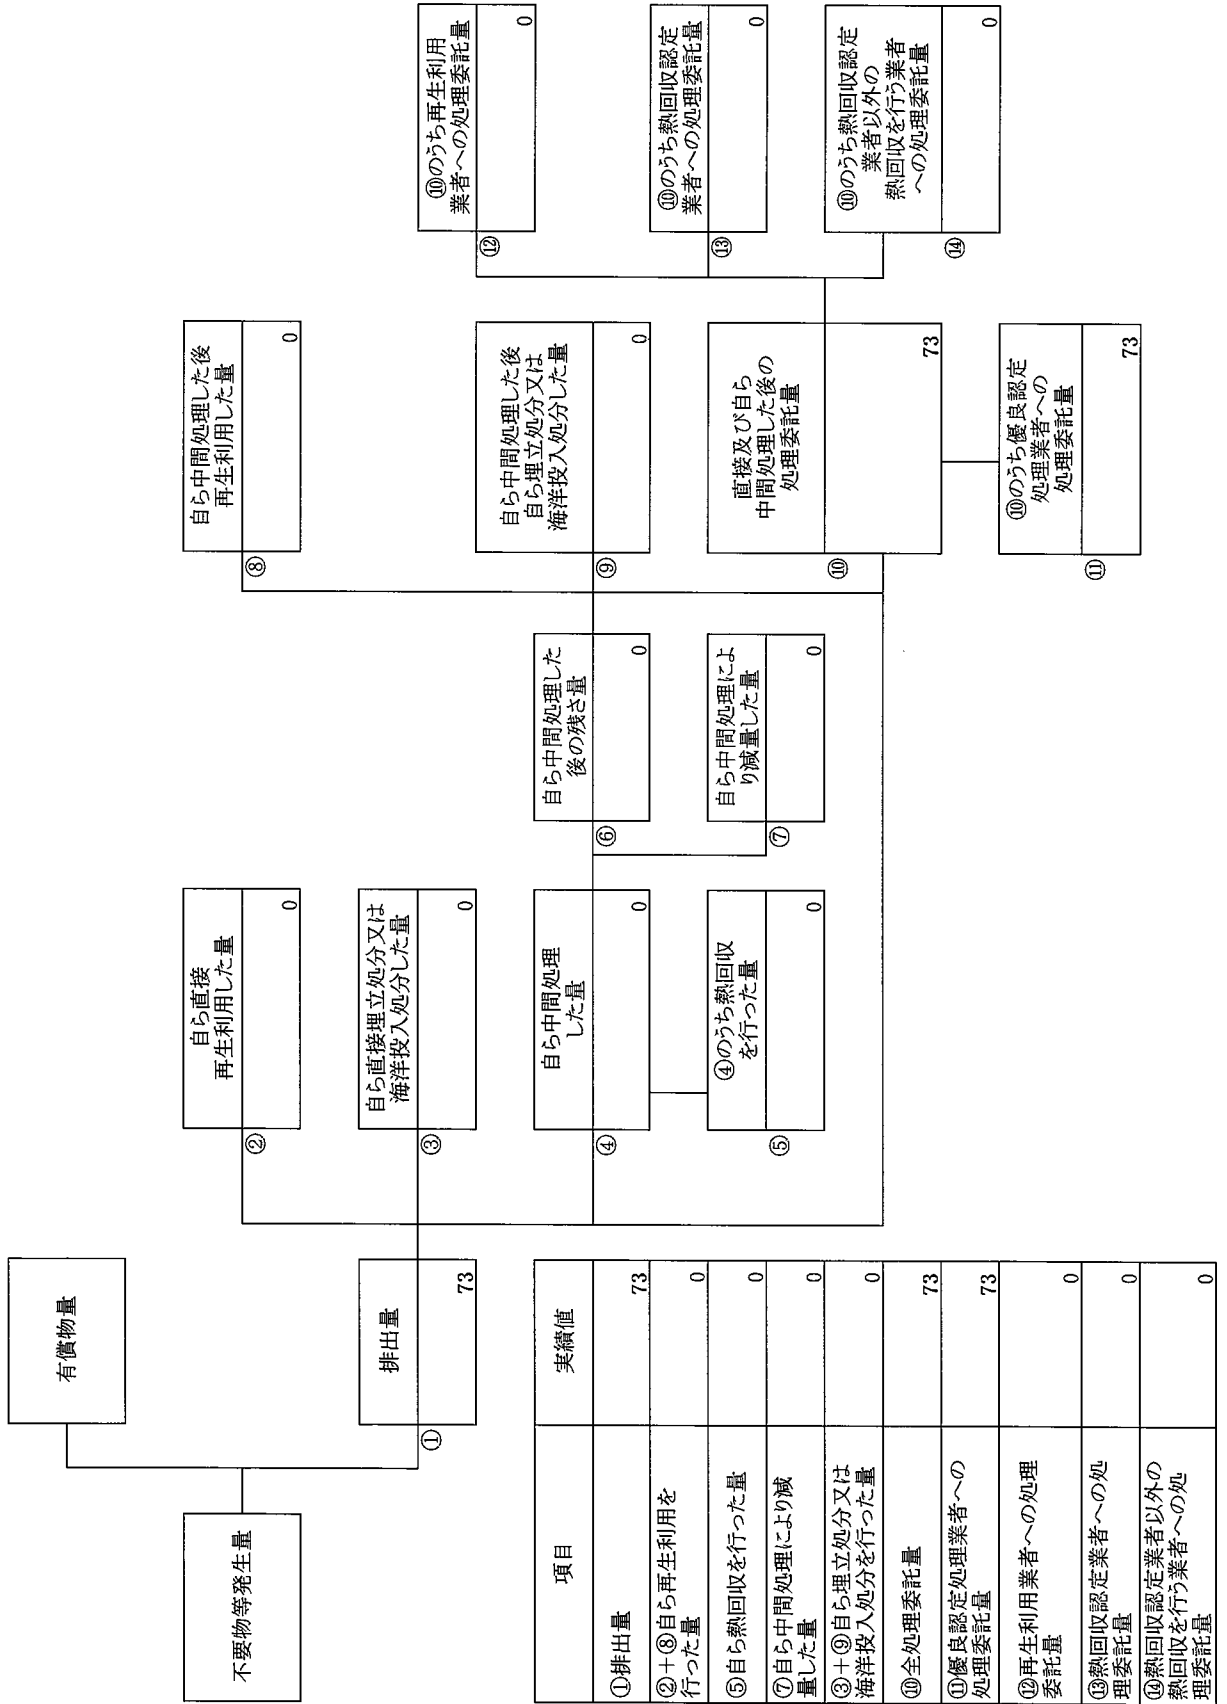 不要物等発生量
有償物量
①
排出量
73
②
自ら直接
再生利用した量
0
③
自ら直接埋立処分又は
海洋投入処分した量
0
④
自ら中間処理
した量
0
⑤
④のうち熱回収
を行った量
0
⑥
自ら中間処理した
後の残さ量
0
⑦
自ら中間処理によ
り減量した量
0
⑧
自ら中間処理した後
再生利用した量
0
⑨
自ら中間処理した後
自ら埋立処分又は
海洋投入処分した量
0
⑩
直接及び自ら
中間処理した後の
処理委託量
73
⑪
⑩のうち優良認定
処理業者への
処理委託量
73
⑫
⑩のうち再生利用
業者への処理委託量
0
⑬
⑩のうち熱回収認定
業者への処理委託量
0
⑭
⑩のうち熱回収認定
業者以外の
熱回収を行う業者
への処理委託量
0
項目 実績値
①排出量 73
②+⑧自ら再生利用を
行った量 0
⑤自ら熱回収を行った量 0
⑦自ら中間処理により減
量した量 0
③+⑨自ら埋立処分又は
海洋投入処分を行った量 0
⑩全処理委託量 73
⑪優良認定処理業者への
処理委託量 73
⑫再生利用業者への処理
委託量 0
⑬熱回収認定業者への処
理委託量 0
⑭熱回収認定業者以外の
熱回収を行う業者への処
理委託量 0